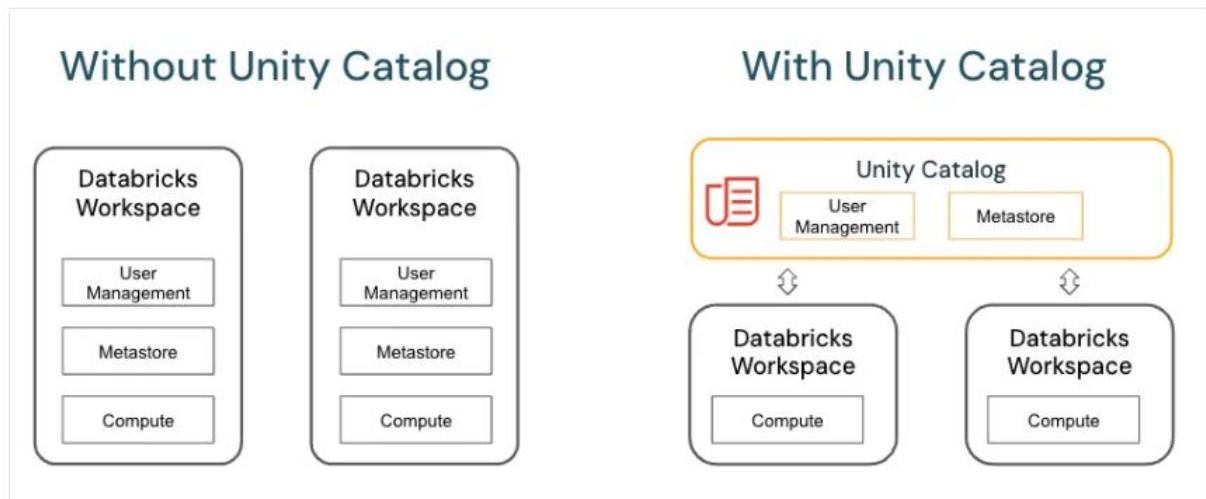 Without Unity Catalog
Databricks
Workspace
User
Management
Metastore
Compute
Databricks
Workspace
User
Management
Metastore
Compute
With Unity Catalog
Unity Catalog
User
Management
Metastore
Databricks
Workspace
Compute
Databricks
Workspace
Compute